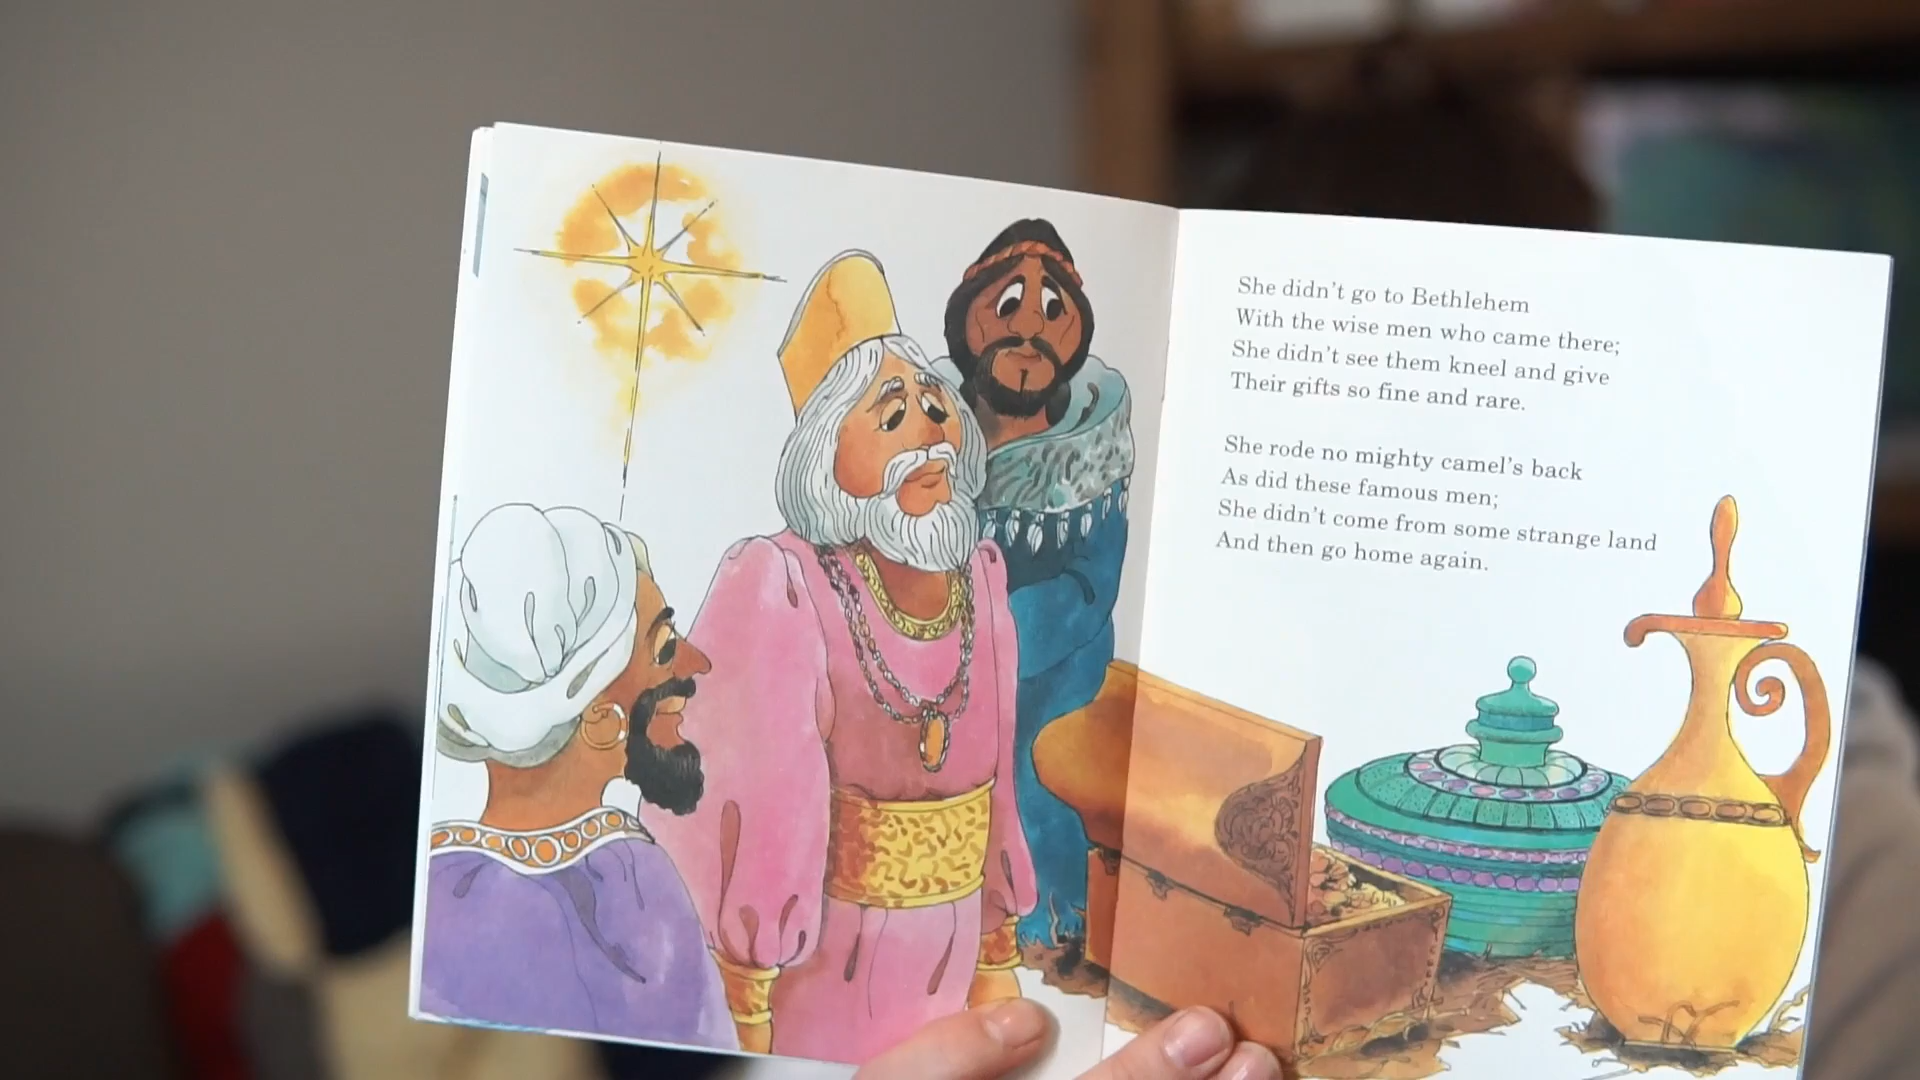 She didn't go to Bethlehem
With the wise men who came there;
She didn't see them kneel and give
Their gifts so fine and rare.
She rode no mighty camel's back
As did these famous men;
She didn't come from some strange land
And then go home again.